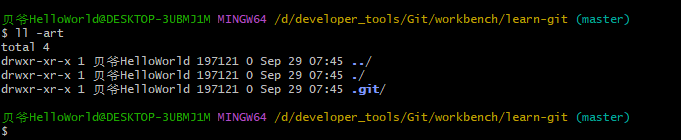 贝爷HelloWorld@DESKTOP-3UBMJ1M MINGW64 /d/developer_tools/Git/workbench/learn-git (master)
$ ll -art
total 4
drwxr-xr-x 1 贝爷HelloWorld 197121 0 Sep 29 07:45 ../
drwxr-xr-x 1 贝爷HelloWorld 197121 0 Sep 29 07:45 ./
drwxr-xr-x 1 贝爷HelloWorld 197121 0 Sep 29 07:45 .git/
贝爷HelloWorld@DESKTOP-3UBMJ1M MINGW64 /d/developer_tools/Git/workbench/learn-git (master)
$